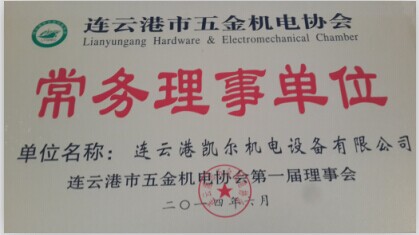 连云港市五金机电协会
Lianyungang Hardware & Electromechanical Chamber
常务理事单位
单位名称：连云港凯尔机电设备有限公司
连云港市五金机电协会第一届理事会
二〇一四年六月